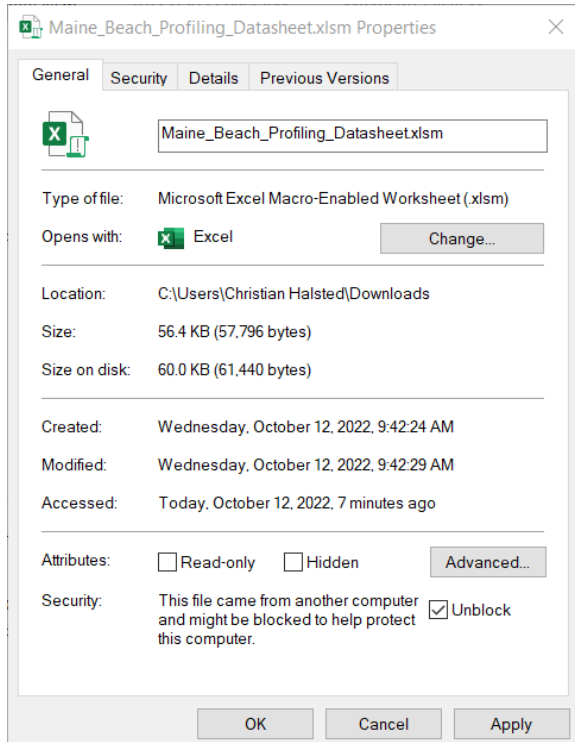 Maine_Beach_Profiling_Datasheet.xlsm Properties
General Security Details Previous Versions
Maine_Beach_Profiling_Datasheet.xlsm
Type of file: Microsoft Excel Macro-Enabled Worksheet (.xlsm)
Opens with: Excel Change...
Location: C:\Users\Christian Halsted\Downloads
Size: 56.4 KB (57,796 bytes)
Size on disk: 60.0 KB (61,440 bytes)
Created: Wednesday, October 12, 2022, 9:42:24 AM
Modified: Wednesday, October 12, 2022, 9:42:29 AM
Accessed: Today, October 12, 2022, 7 minutes ago
Attributes: Read-only Hidden Advanced...
Security: This file came from another computer
and might be blocked to help protect Unblock
this computer.
OK Cancel Apply